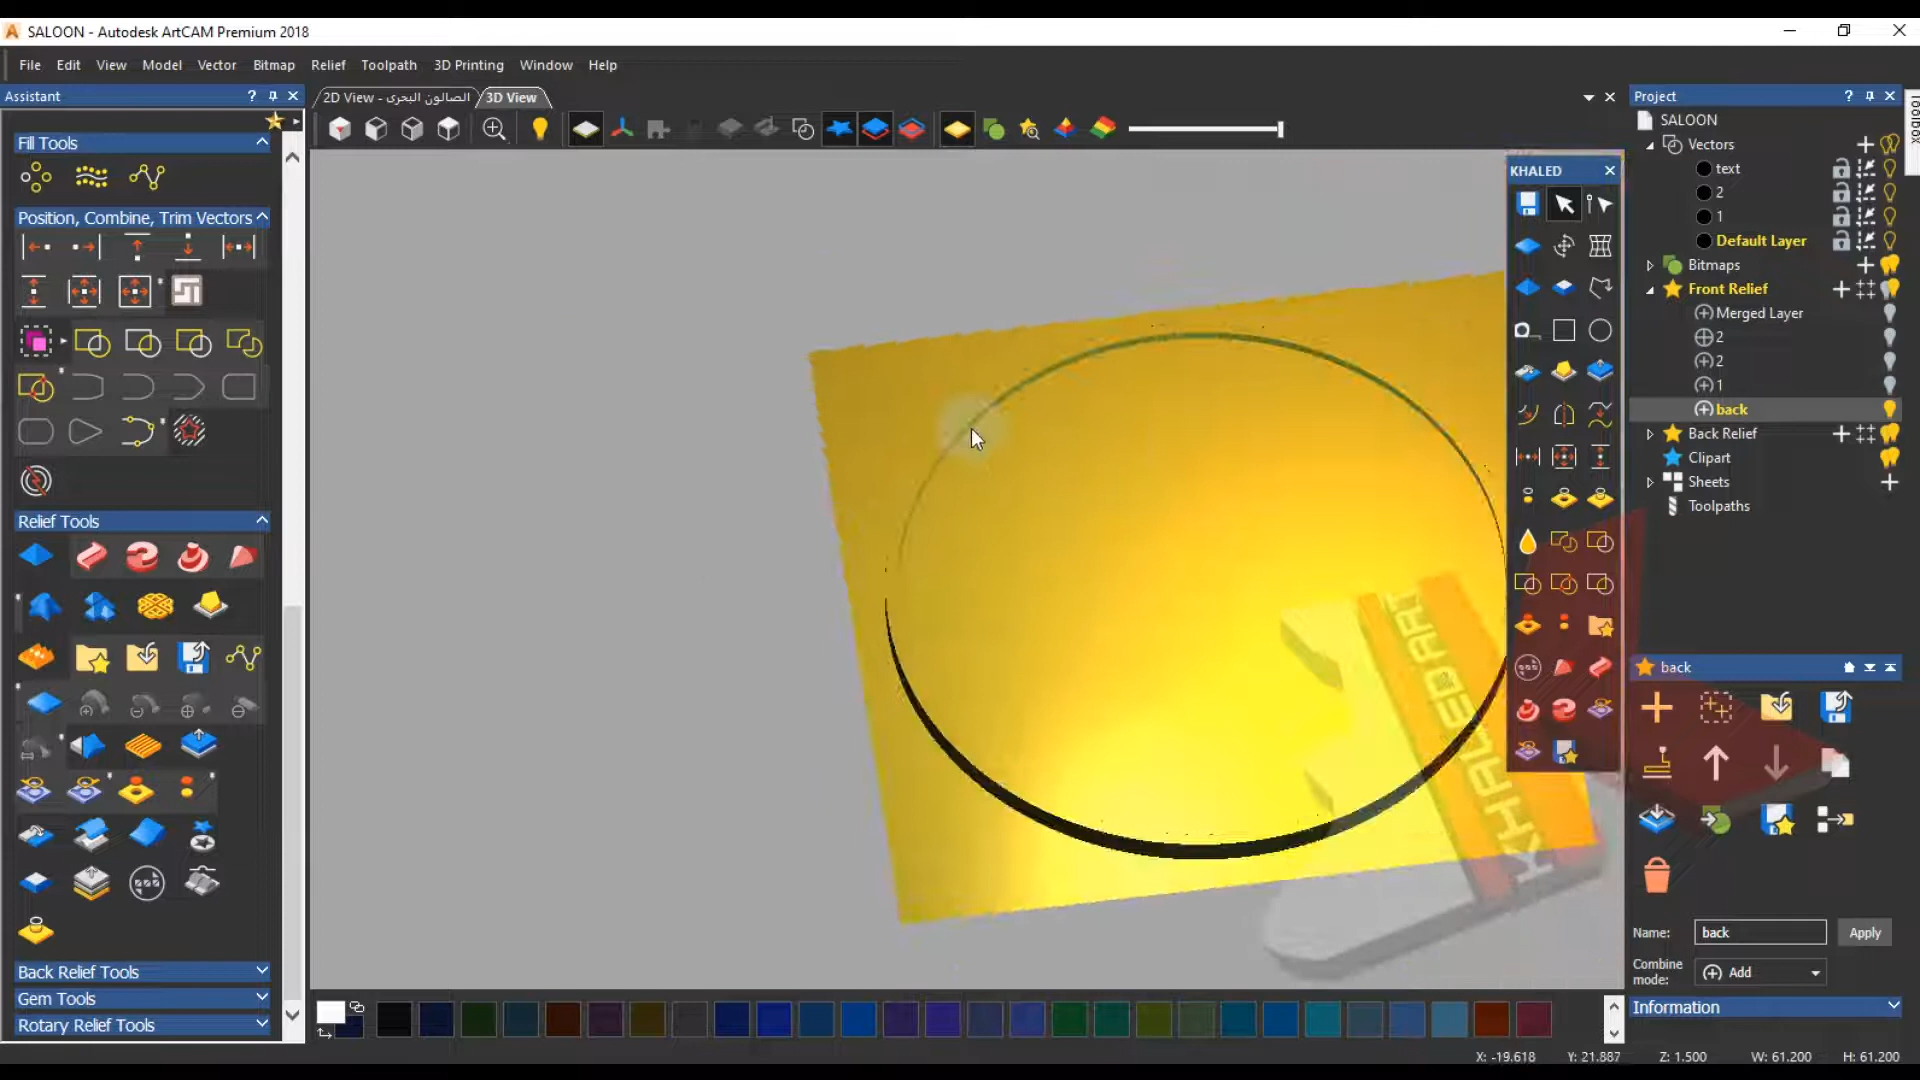 SALOON - Autodesk ArtCAM Premium 2018
File Edit View Model Vector Bitmap Relief Toolpath 3D Printing Window Help
Assistant ?
2D View - الصالون البحرى
3D View
Project ?
Toolbox
Fill Tools
Position, Combine, Trim Vectors
Relief Tools
Back Relief Tools
Gem Tools
Rotary Relief Tools
KHALED
KHALEDART
SALOON
Vectors
text
2
1
Default Layer
Bitmaps
Front Relief
Merged Layer
2
2
1
back
Back Relief
Clipart
Sheets
Toolpaths
back
Name: back Apply
Combine mode: Add
Information
X: -19.618 Y: 21.887 Z: 1.500 W: 61.200 H: 61.200